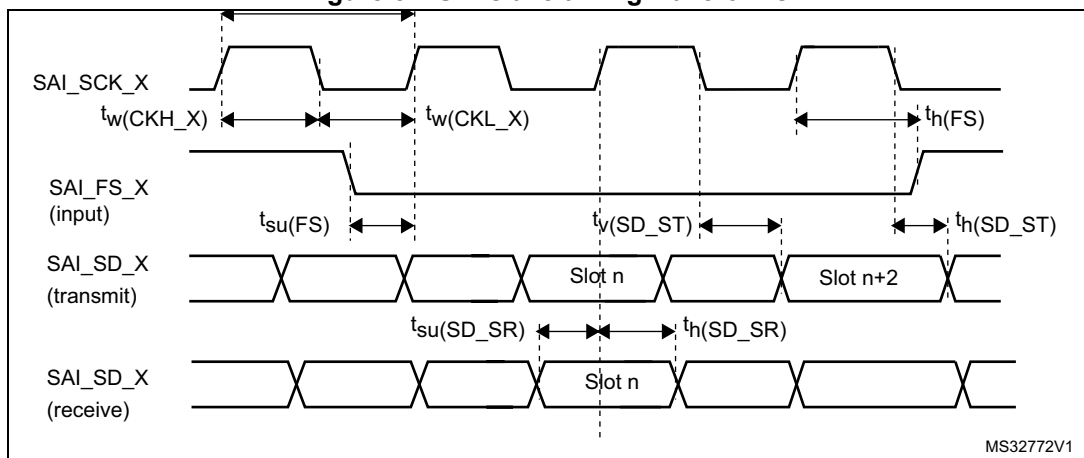 SAI_SCK_X
tw(CKH_X)
tw(CKL_X)
th(FS)
SAI_FS_X
(input)
tsu(FS)
tv(SD_ST)
th(SD_ST)
SAI_SD_X
(transmit)
Slot n
Slot n+2
tsu(SD_SR)
th(SD_SR)
SAI_SD_X
(receive)
Slot n
MS32772V1